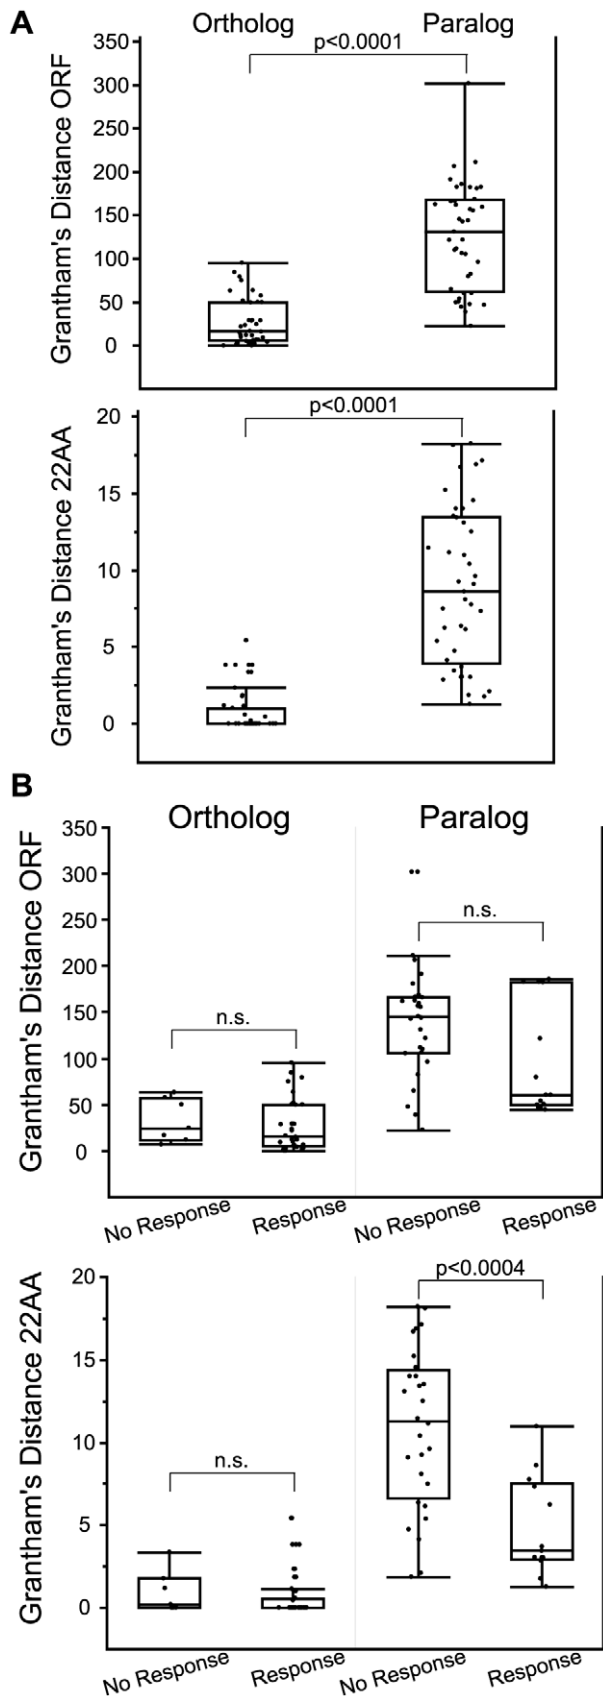 A
Ortholog Paralog
p<0.0001
Grantham's Distance ORF
350
300
250
200
150
100
50
0
p<0.0001
Grantham's Distance 22AA
20
15
10
5
0
B
Ortholog Paralog
Grantham's Distance ORF
350
300
250
200
150
100
50
0
n.s.
n.s.
No Response Response No Response Response
Grantham's Distance 22AA
20
15
10
5
0
p<0.0004
n.s.
No Response Response No Response Response